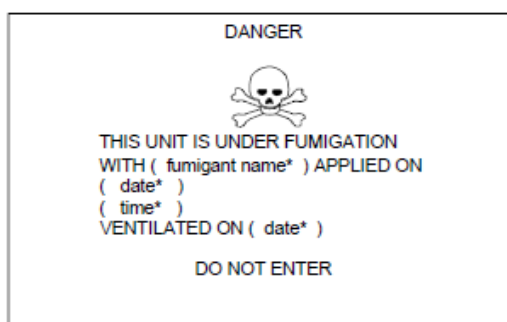 DANGER
THIS UNIT IS UNDER FUMIGATION
WITH ( fumigant name* ) APPLIED ON
( date* )
( time* )
VENTILATED ON ( date* )
DO NOT ENTER